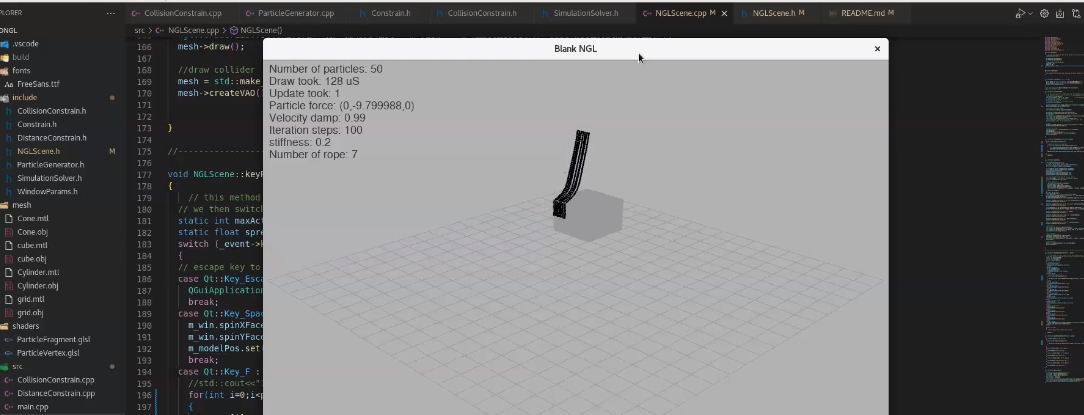 EXPLORER
CollisionConstrain.cpp
ParticleGenerator.cpp
Constrain.h
CollisionConstrain.h
SimulationSolver.h
NGLScene.cpp M
NGLScene.h M
README.md M
ONGL
src > NGLScene.cpp > NGLScene()
.vscode
build
fonts
Aa FreeSans.ttf
include
CollisionConstrain.h
Constrain.h
DistanceConstrain.h
NGLScene.h M
ParticleGenerator.h
SimulationSolver.h
WindowParams.h
mesh
Cone.mtl
Cone.obj
cube.mtl
cube.obj
Cylinder.mtl
Cylinder.obj
grid.mtl
grid.obj
shaders
ParticleFragment.glsl
ParticleVertex.glsl
src
CollisionConstrain.cpp
DistanceConstrain.cpp
main.cpp
166 mesh->draw();
167
168 //draw collider
169 mesh = std::make_
170 mesh->createVAO()
171
172
173 }
174
175 //----------------
176
177 void NGLScene::keyP
178 {
179 // this method
180 // we then switc
181 static int maxAc
182 static float spre
183 switch (_event->k
184 {
185 // escape key to
186 case Qt::Key_Esca
187 QGuiApplication
188 break;
189 case Qt::Key_Spac
190 m_win.spinXFace
191 m_win.spinYFace
192 m_modelPos.set(
193 break;
194 case Qt::Key_F :
195 //std::cout<<"
196 for(int i=0;i<p
197 {
Blank NGL
Number of particles: 50
Draw took: 128 uS
Update took: 1
Particle force: (0,-9.799988,0)
Velocity damp: 0.99
Iteration steps: 100
stiffness: 0.2
Number of rope: 7